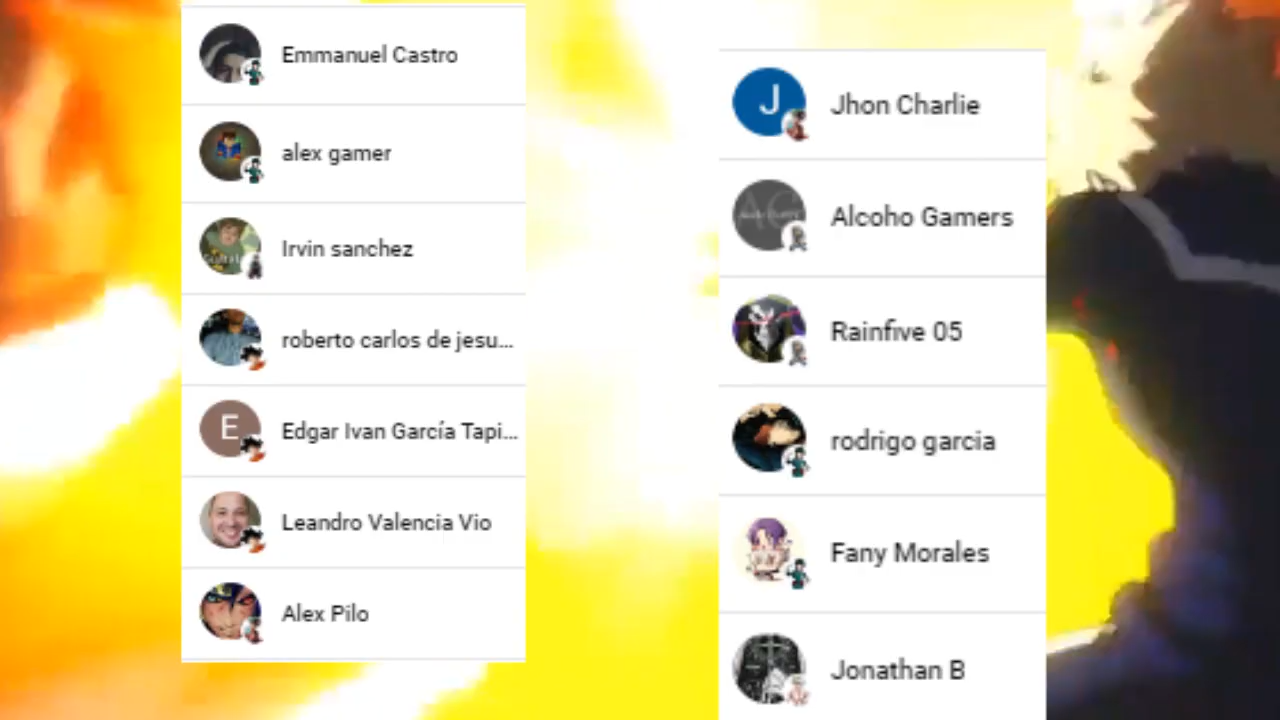 Emmanuel Castro
alex gamer
Irvin sanchez
roberto carlos de jesu...
E
Edgar Ivan García Tapi...
Leandro Valencia Vio
Alex Pilo
J
Jhon Charlie
AG
Alcoho Gamers
Rainfive 05
rodrigo garcia
Fany Morales
Jonathan B